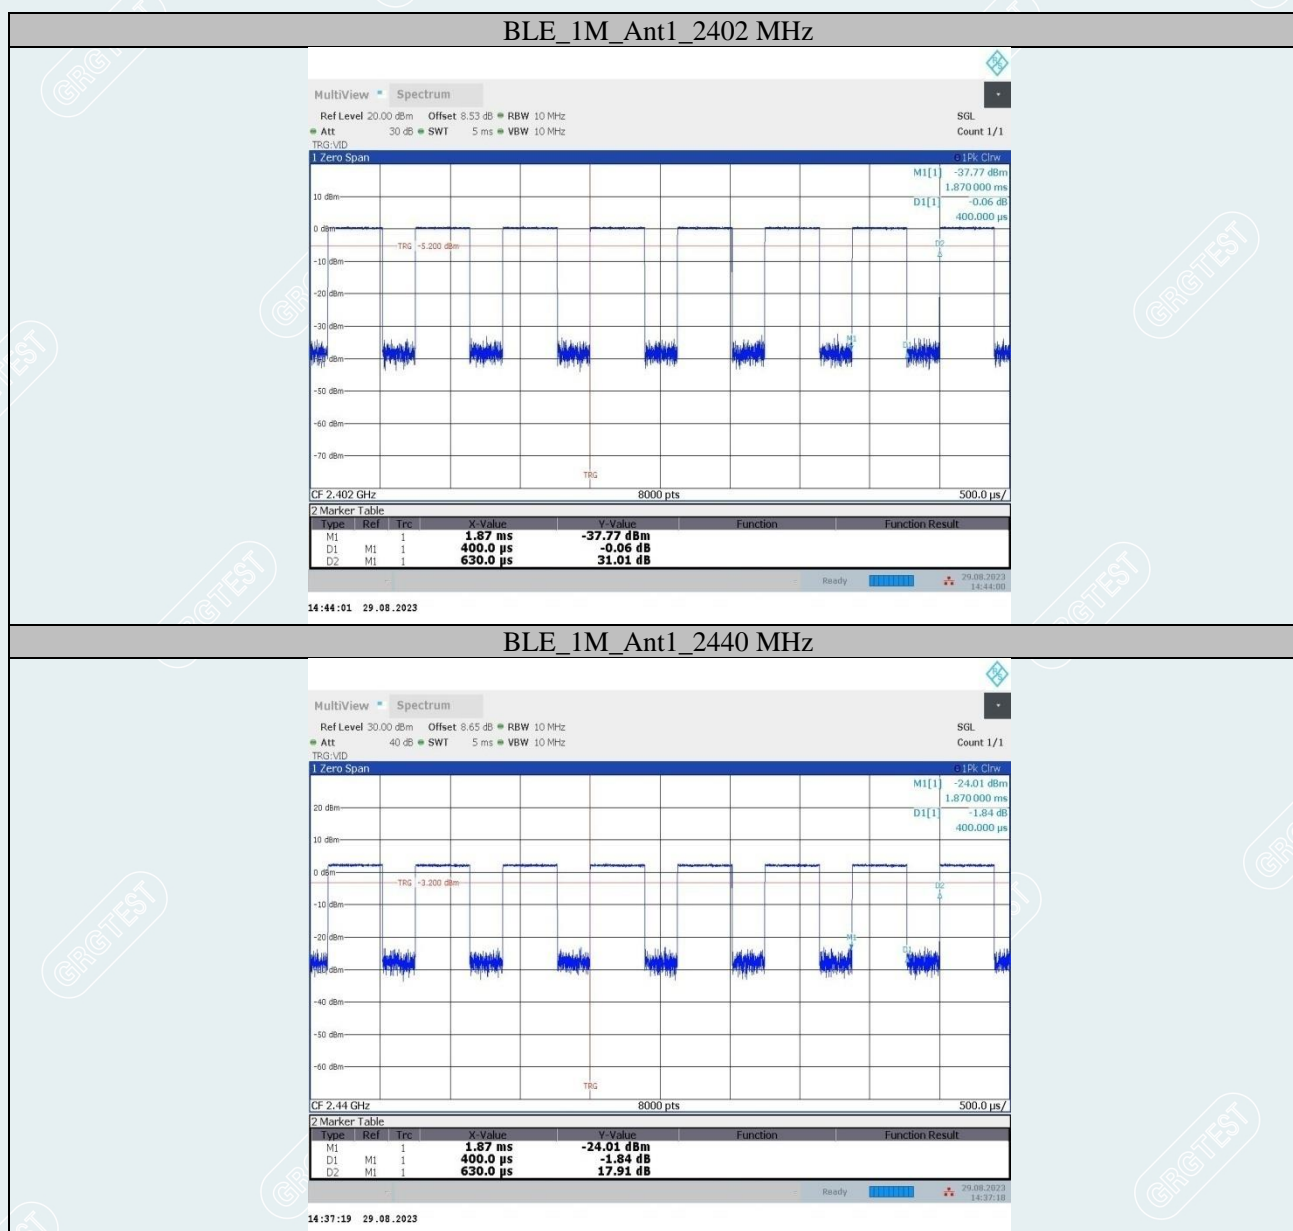 BLE_1M_Ant1_2402 MHz
MultiView Spectrum
Ref Level 20.00 dBm Offset 8.53 dB RBW 10 MHz SGL
Att 30 dB SWT 5 ms VBW 10 MHz Count 1/1
TRG:VID
1 Zero Span 1Pk Clrw
M1[1] -37.77 dBm
1.870 000 ms
10 dBm D1[1] -0.06 dB
400.000 µs
0 dBm
D2
TRG -5.200 dBm
-10 dBm
-20 dBm
-30 dBm
M1
D1
-50 dBm
-60 dBm
-70 dBm
TRG
CF 2.402 GHz 8000 pts 500.0 µs/
2 Marker Table
Type Ref Trc X-Value Y-Value Function Function Result
M1 1 1.87 ms -37.77 dBm
D1 M1 1 400.0 µs -0.06 dB
D2 M1 1 630.0 µs 31.01 dB
Ready 29.08.2023
14:44:00
14:44:01 29.08.2023
BLE_1M_Ant1_2440 MHz
MultiView Spectrum
Ref Level 30.00 dBm Offset 8.65 dB RBW 10 MHz SGL
Att 40 dB SWT 5 ms VBW 10 MHz Count 1/1
TRG:VID
1 Zero Span 1Pk Clrw
M1[1] -24.01 dBm
1.870 000 ms
20 dBm D1[1] -1.84 dB
400.000 µs
10 dBm
0 dBm
TRG -3.200 dBm
D2
-10 dBm
-20 dBm
M1
D1
-40 dBm
-50 dBm
-60 dBm
TRG
CF 2.44 GHz 8000 pts 500.0 µs/
2 Marker Table
Type Ref Trc X-Value Y-Value Function Function Result
M1 1 1.87 ms -24.01 dBm
D1 M1 1 400.0 µs -1.84 dB
D2 M1 1 630.0 µs 17.91 dB
Ready 29.08.2023
14:37:18
14:37:19 29.08.2023
GRGTEST